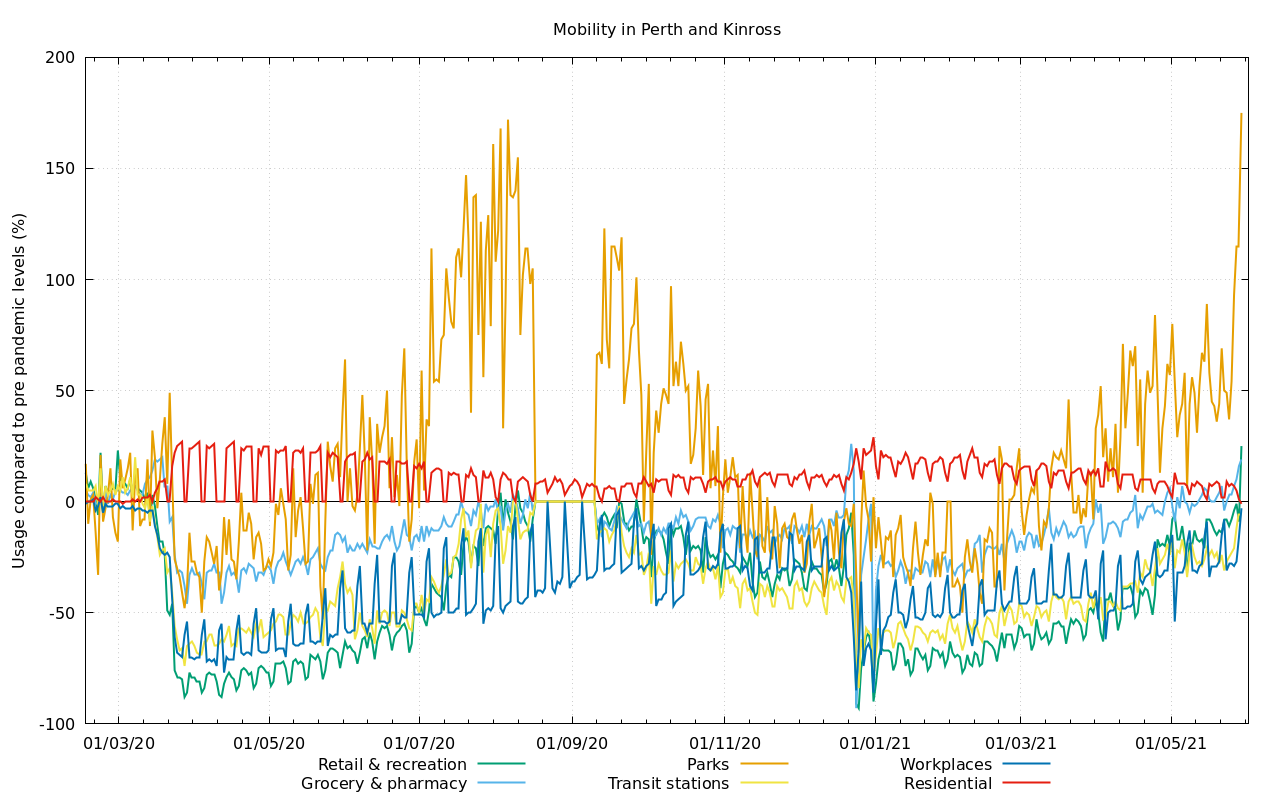 Mobility in Perth and Kinross
Usage compared to pre pandemic levels (%)
200
150
100
50
0
-50
-100
01/03/20 01/05/20 01/07/20 01/09/20 01/11/20 01/01/21 01/03/21 01/05/21
Retail & recreation Parks Workplaces
Grocery & pharmacy Transit stations Residential